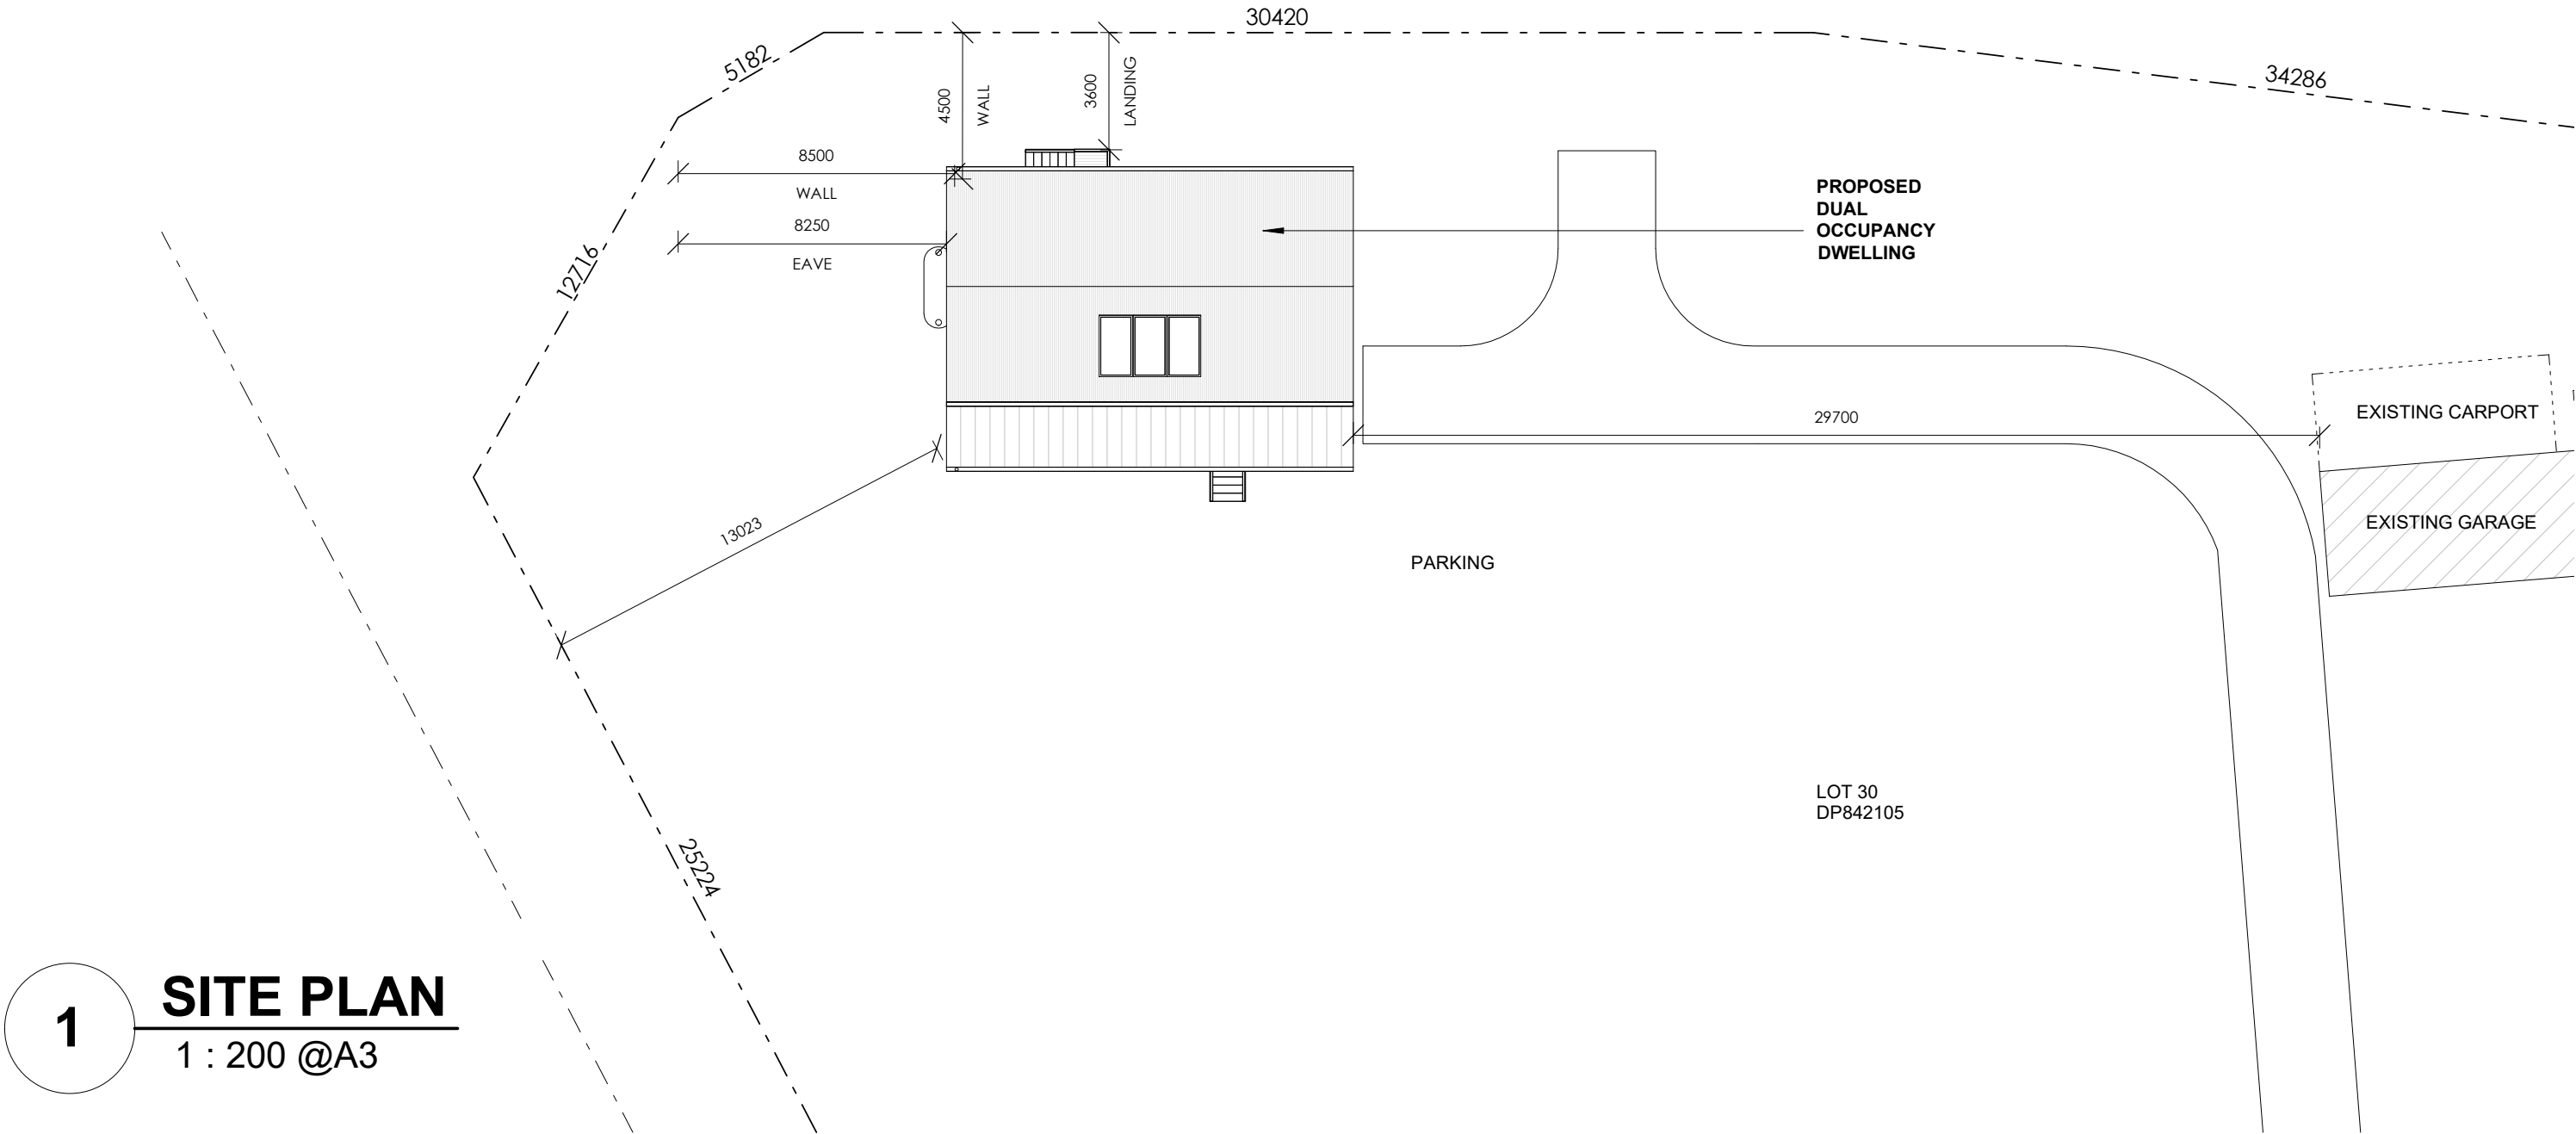 30420
5182
34286
4500
WALL
3600
LANDING
8500
WALL
8250
EAVE
12716
PROPOSED
DUAL
OCCUPANCY
DWELLING
29700
EXISTING CARPORT
EXISTING GARAGE
13023
PARKING
LOT 30
DP842105
25224
1
SITE PLAN
1 : 200 @A3